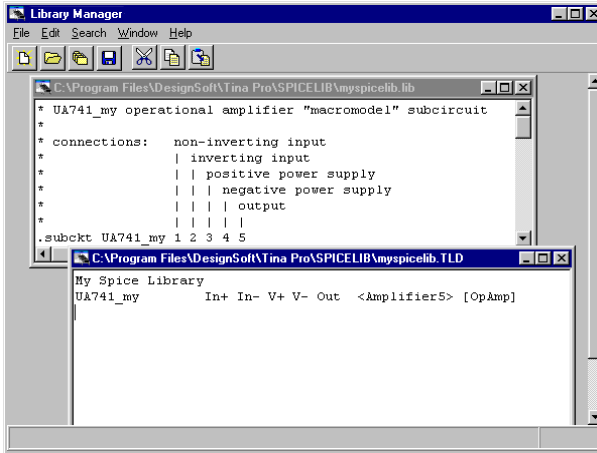 Library Manager
File Edit Search Window Help
C:\Program Files\DesignSoft\Tina Pro\SPICELIB\myspicelib.lib
* UA741_my operational amplifier "macromodel" subcircuit
*
* connections: non-inverting input
* | inverting input
* | | positive power supply
* | | | negative power supply
* | | | | output
* | | | | |
.subckt UA741_my 1 2 3 4 5
C:\Program Files\DesignSoft\Tina Pro\SPICELIB\myspicelib.TLD
My Spice Library
UA741_my In+ In- V+ V- Out <Amplifier5> [OpAmp]